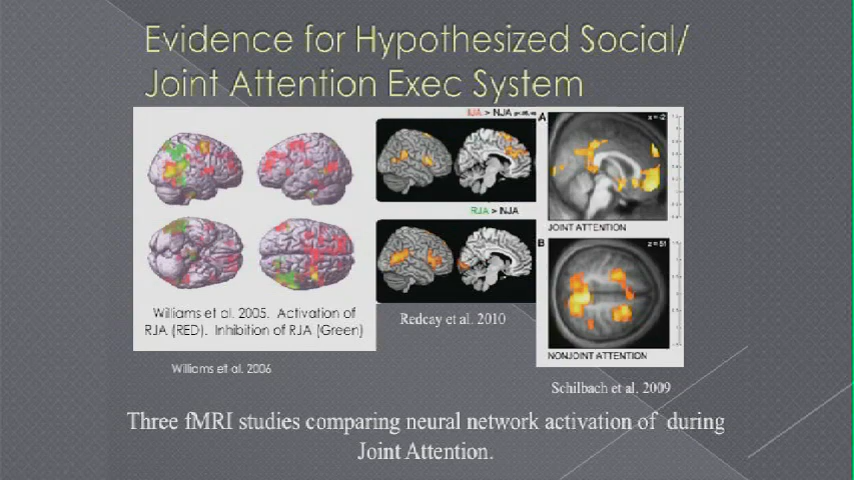 Evidence for Hypothesized Social/
Joint Attention Exec System
IJA > NJA
A
RJA > NJA
JOINT ATTENTION
B
NONJOINT ATTENTION
Williams et al. 2005. Activation of
RJA (RED). Inhibition of RJA (Green)
Redcay et al. 2010
Williams et al. 2006
Schilbach et al. 2009
Three fMRI studies comparing neural network activation of during
Joint Attention.